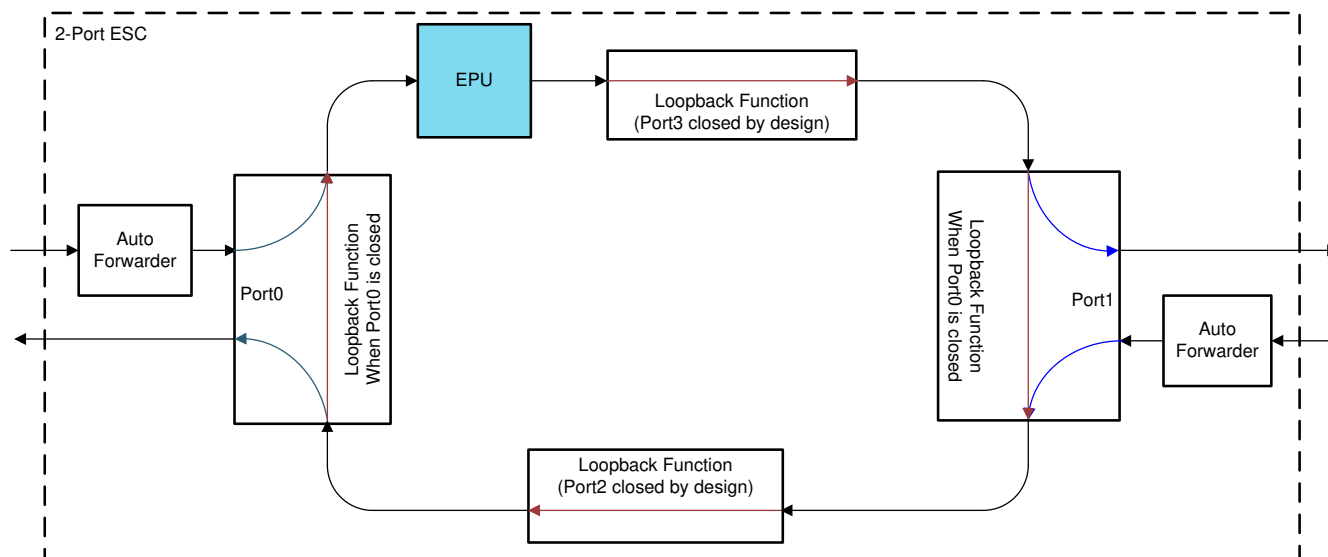 2-Port ESC
EPU
Loopback Function
(Port3 closed by design)
Auto
Forwarder
Port0
Loopback Function
When Port0 is closed
Loopback Function
When Port0 is closed
Port1
Auto
Forwarder
Loopback Function
(Port2 closed by design)